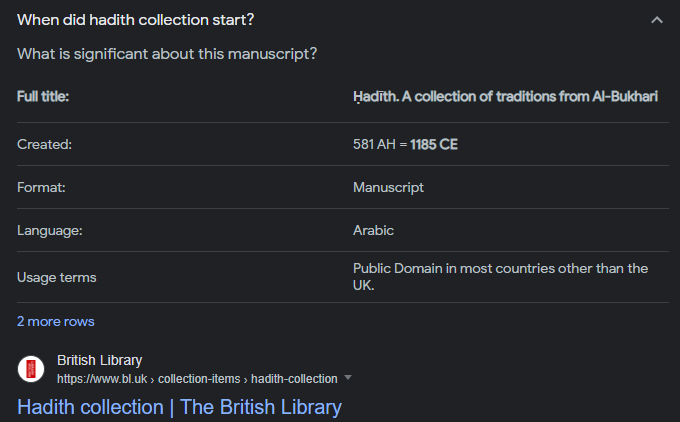 When did hadith collection start?
What is significant about this manuscript?
Full title: Ḥadīth. A collection of traditions from Al-Bukhari
Created: 581 AH = 1185 CE
Format: Manuscript
Language: Arabic
Usage terms Public Domain in most countries other than the
UK.
2 more rows
British Library
https://www.bl.uk › collection-items › hadith-collection
Hadith collection | The British Library